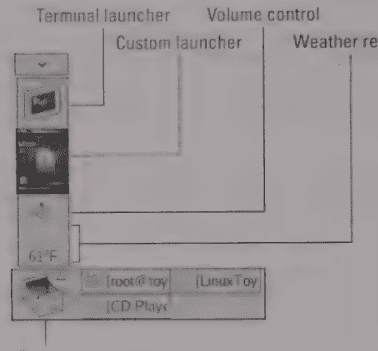 Terminal launcher Volume control
Custom launcher Weather re
61°F
[root@toy [LinuxToy
[CD Playe